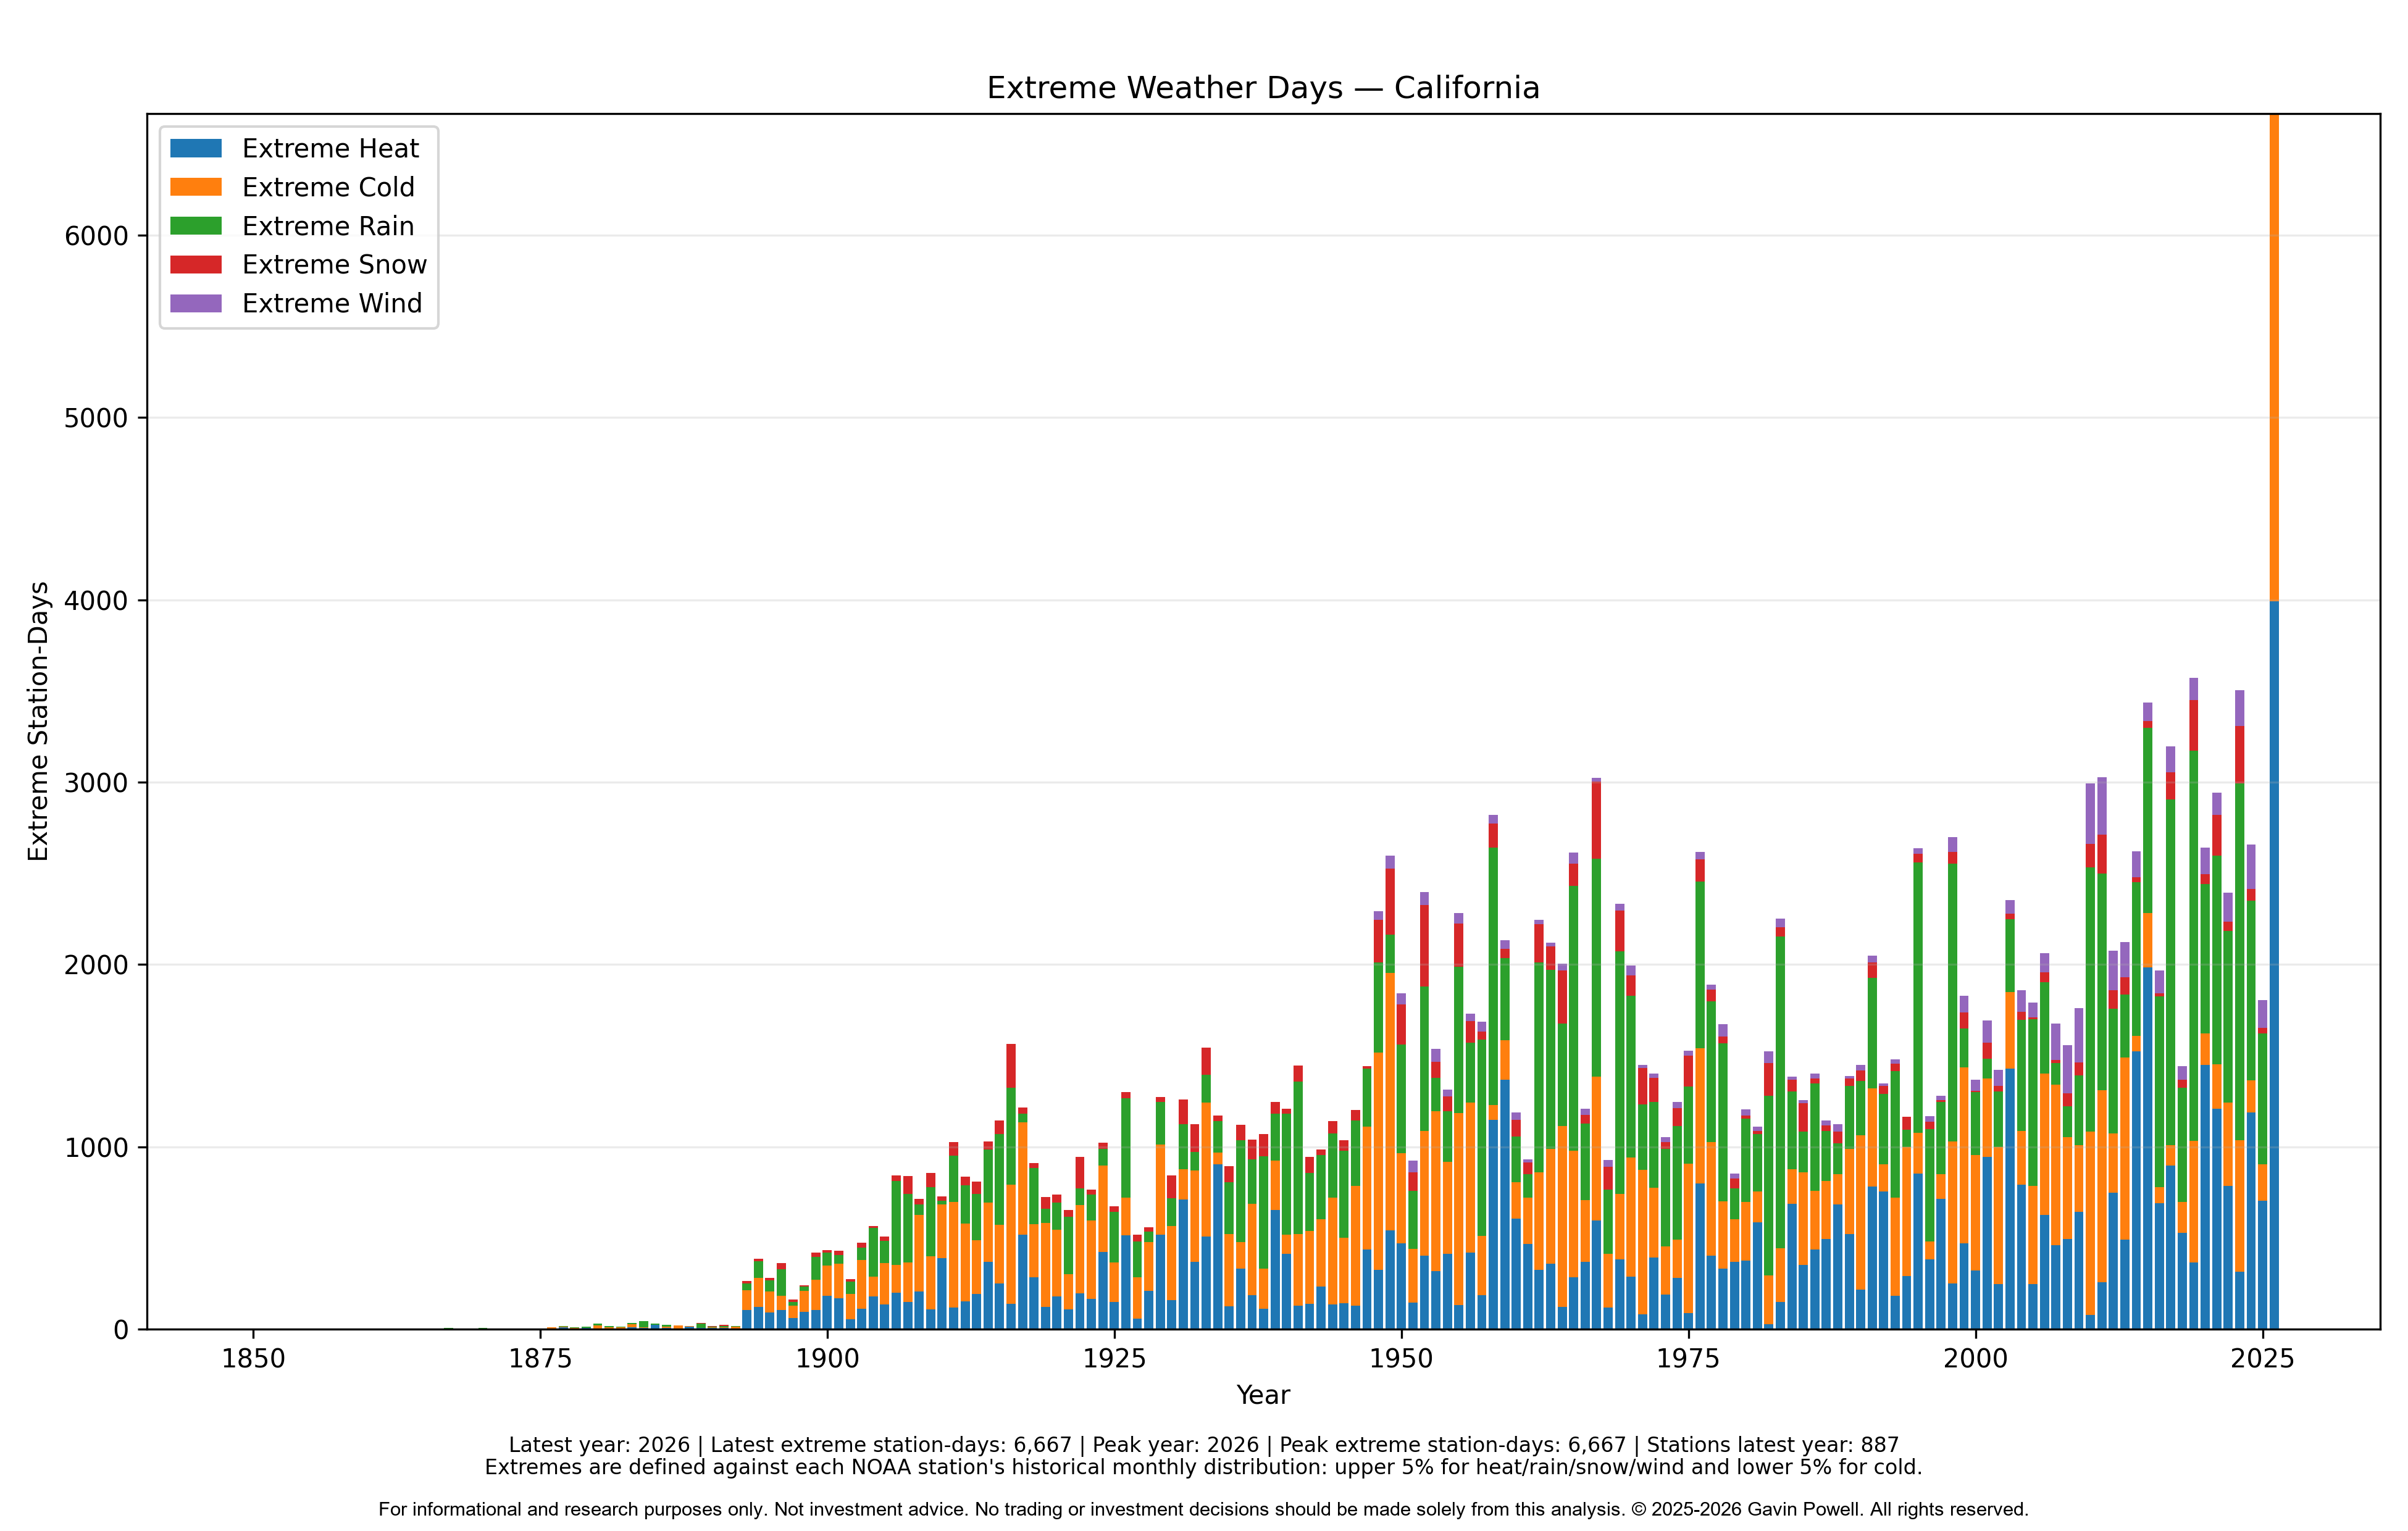 Extreme Weather Days — California
Extreme Heat
Extreme Cold
Extreme Rain
Extreme Snow
Extreme Wind
6000
5000
4000
3000
2000
1000
0
Extreme Station-Days
1850 1875 1900 1925 1950 1975 2000 2025
Year
Latest year: 2026 | Latest extreme station-days: 6,667 | Peak year: 2026 | Peak extreme station-days: 6,667 | Stations latest year: 887
Extremes are defined against each NOAA station's historical monthly distribution: upper 5% for heat/rain/snow/wind and lower 5% for cold.
For informational and research purposes only. Not investment advice. No trading or investment decisions should be made solely from this analysis. © 2025-2026 Gavin Powell. All rights reserved.